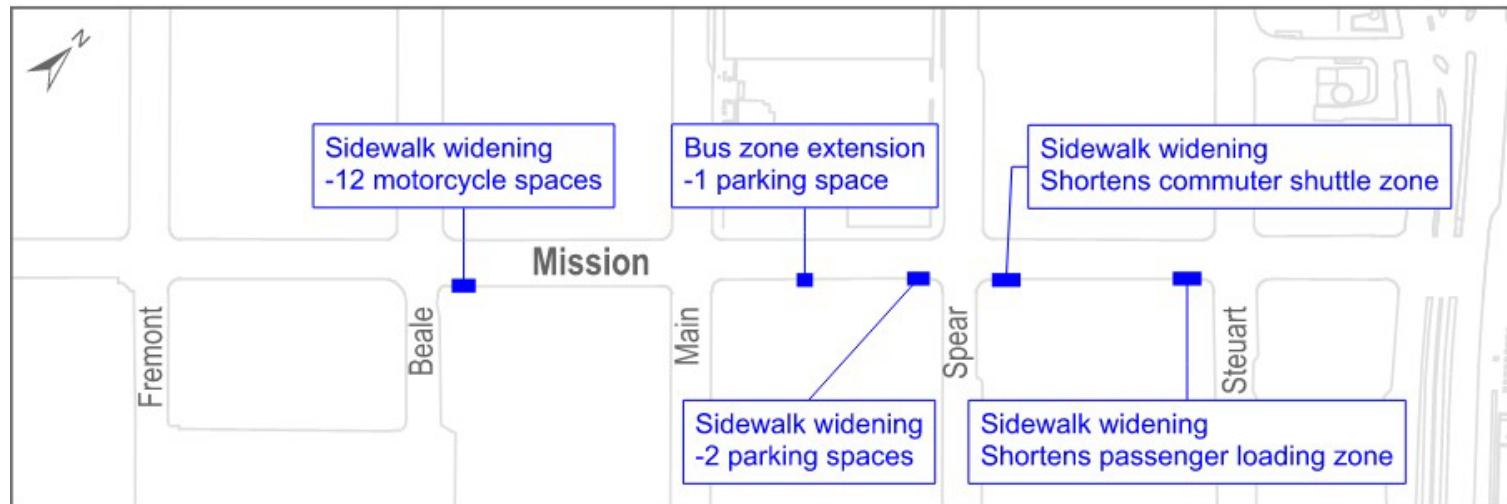 N
Sidewalk widening
-12 motorcycle spaces
Bus zone extension
-1 parking space
Sidewalk widening
Shortens commuter shuttle zone
Mission
Fremont
Beale
Main
Spear
Steuart
Sidewalk widening
-2 parking spaces
Sidewalk widening
Shortens passenger loading zone